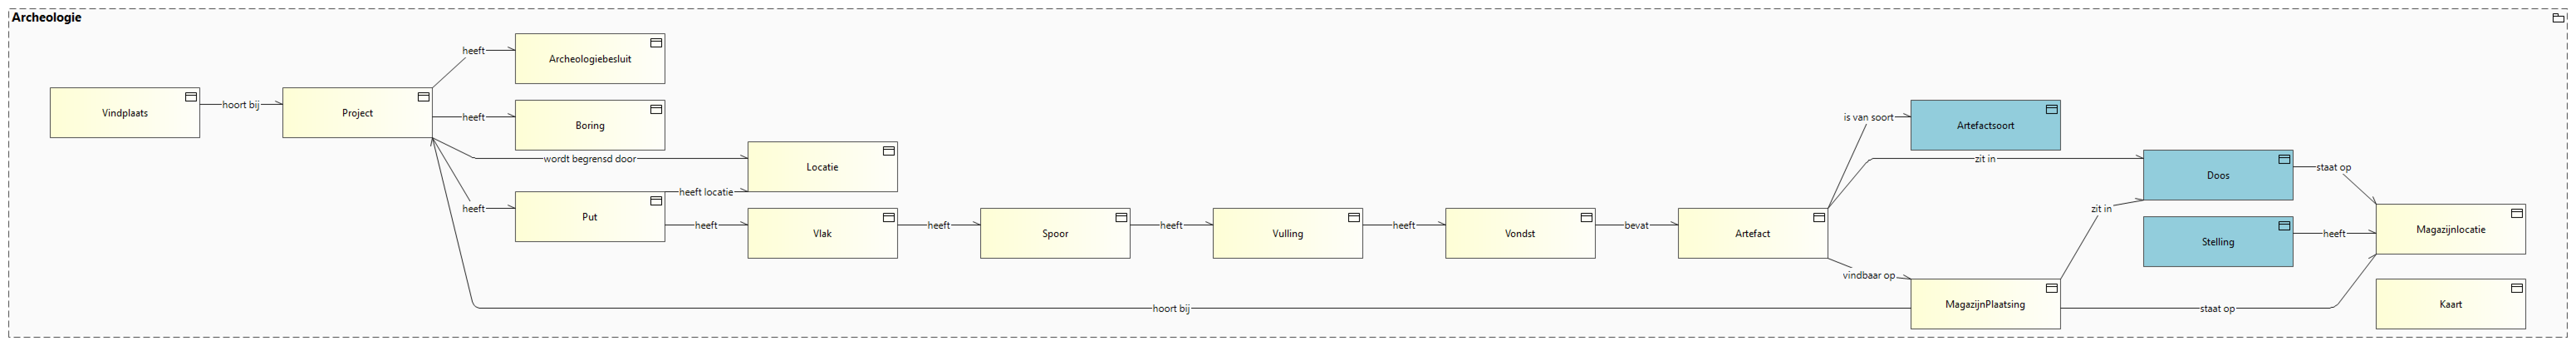 Archeologie
heeft
Archeologiebesluit
Vindplaats
hoort bij
Project
heeft
Boring
wordt begrensd door
Locatie
heeft
Put
heeft locatie
heeft
Vlak
heeft
Spoor
heeft
Vulling
heeft
Vondst
bevat
Artefact
is van soort
Artefactsoort
zit in
Doos
staat op
zit in
Stelling
heeft
Magazijnlocatie
vindbaar op
MagazijnPlaatsing
hoort bij
staat op
Kaart